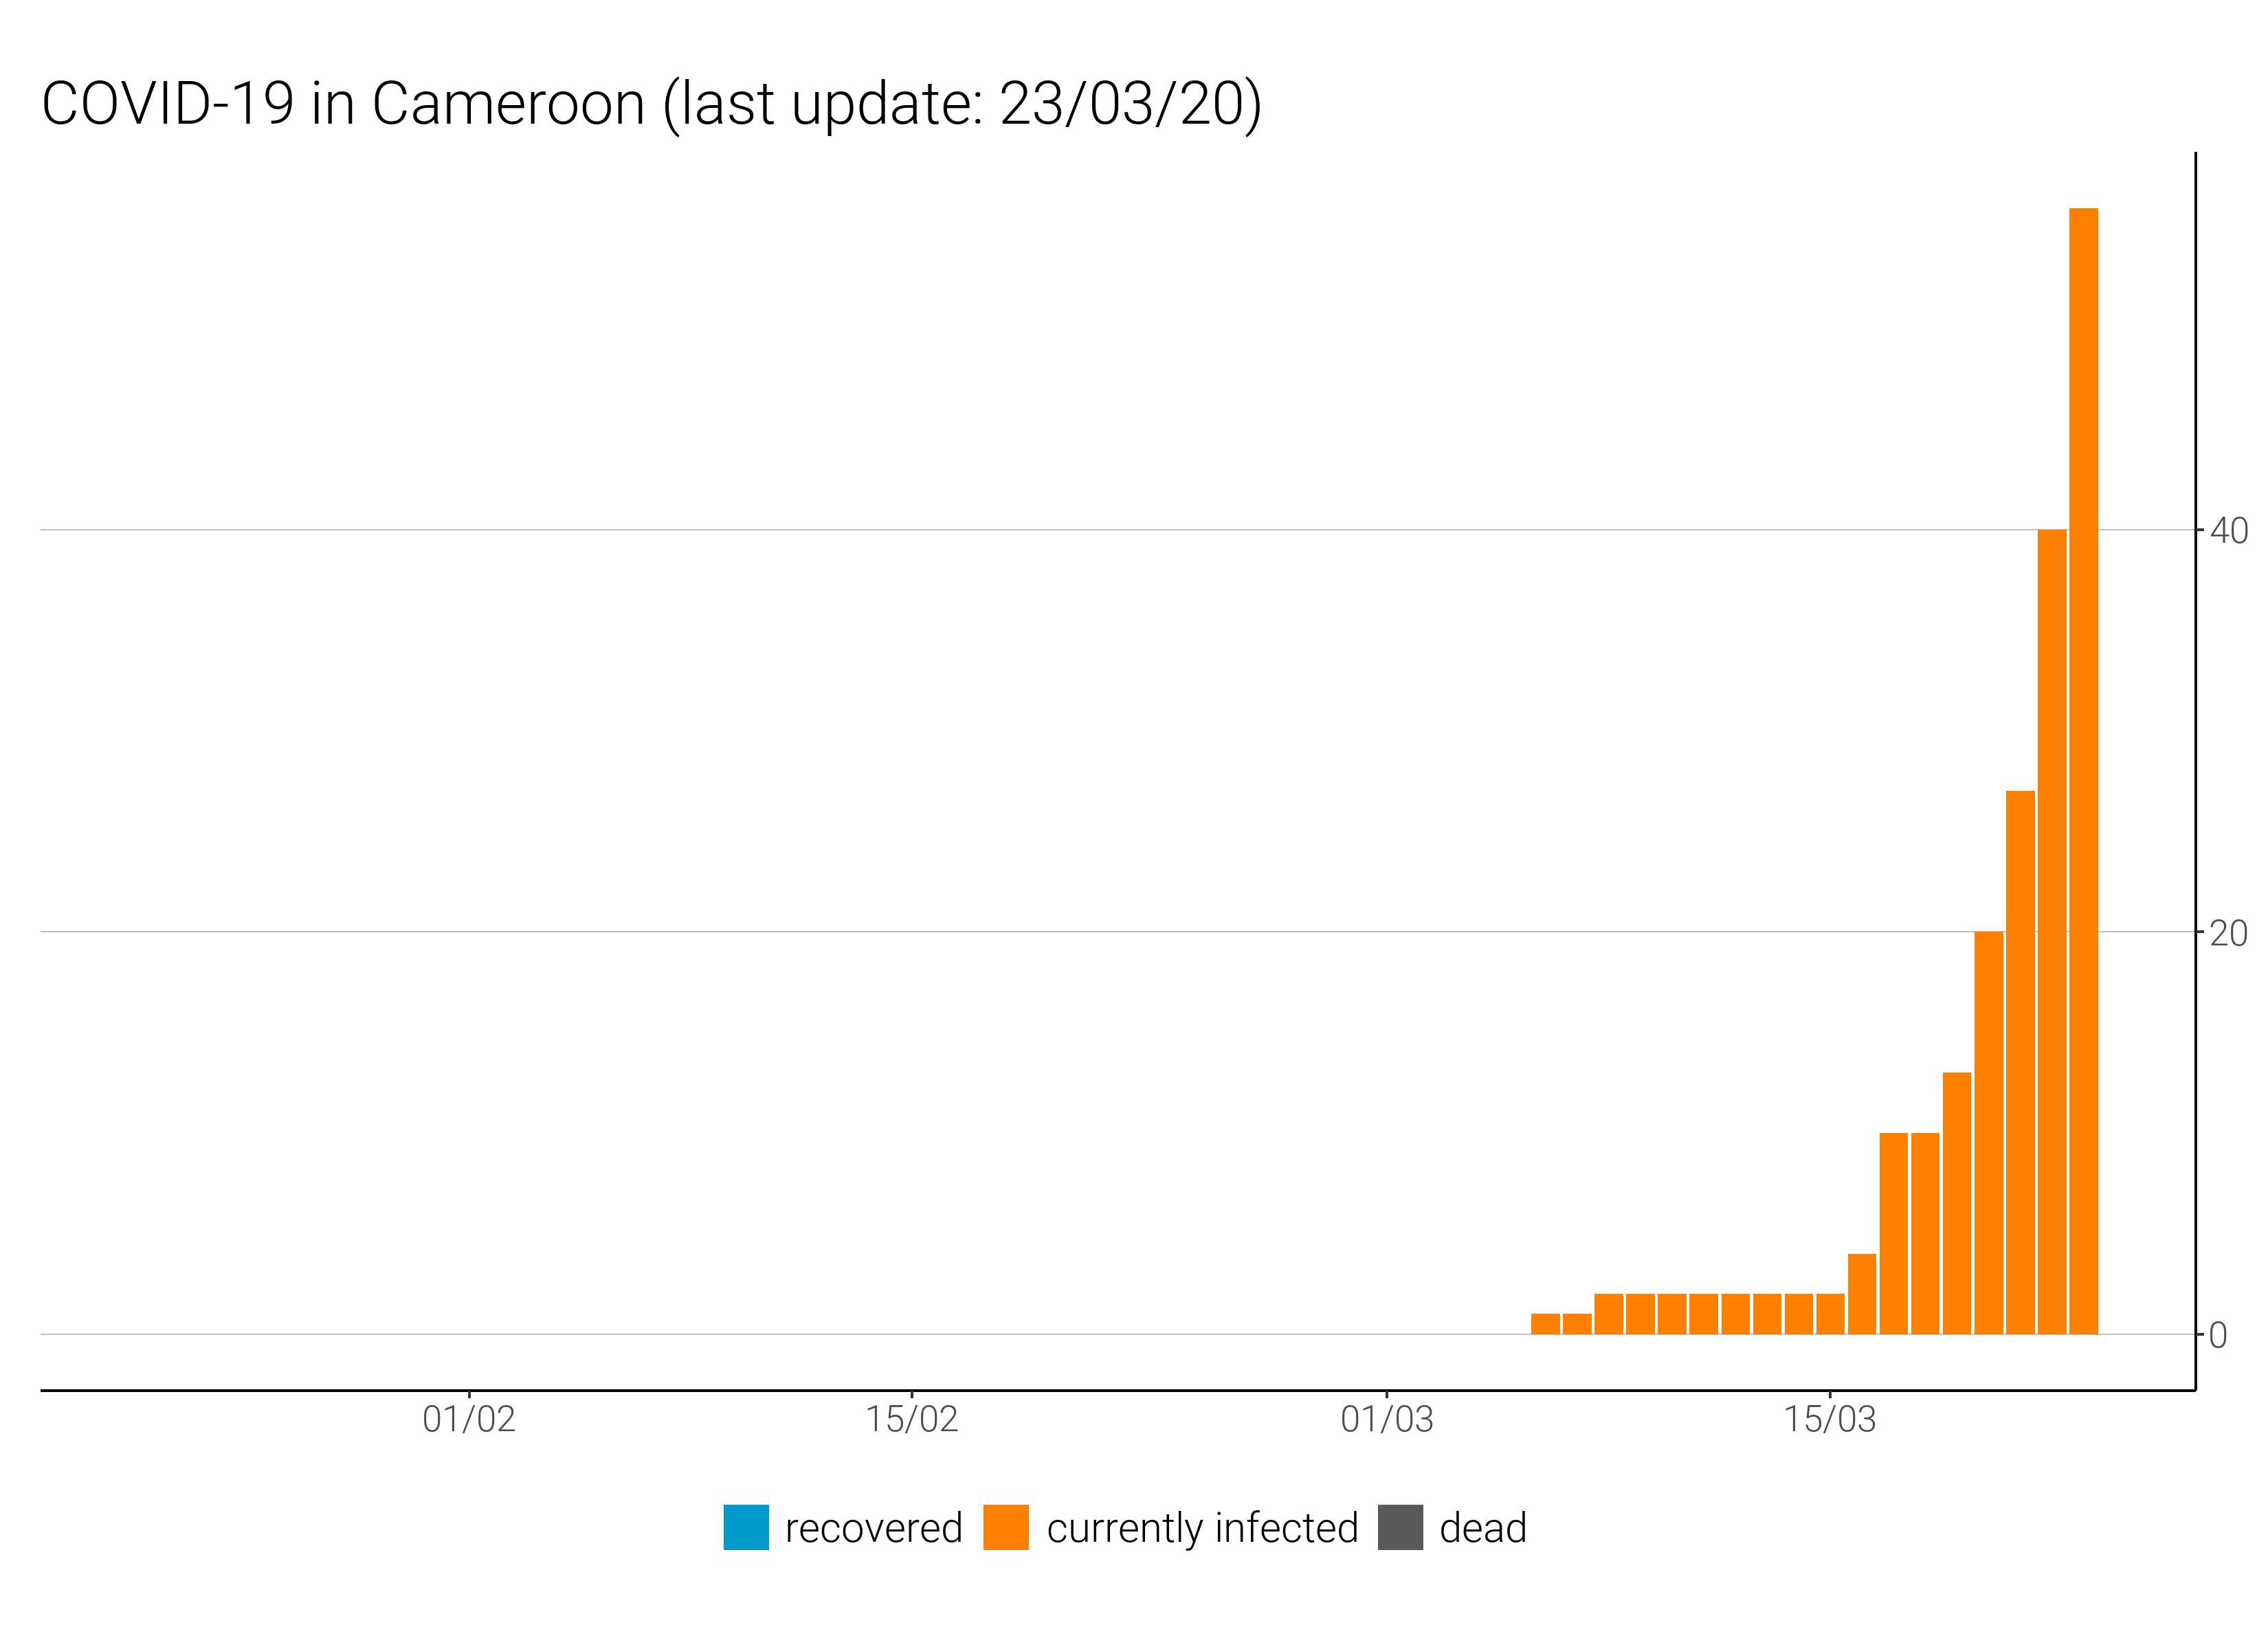 COVID-19 in Cameroon (last update: 23/03/20)
40
20
0
01/02 15/02 01/03 15/03
recovered currently infected dead